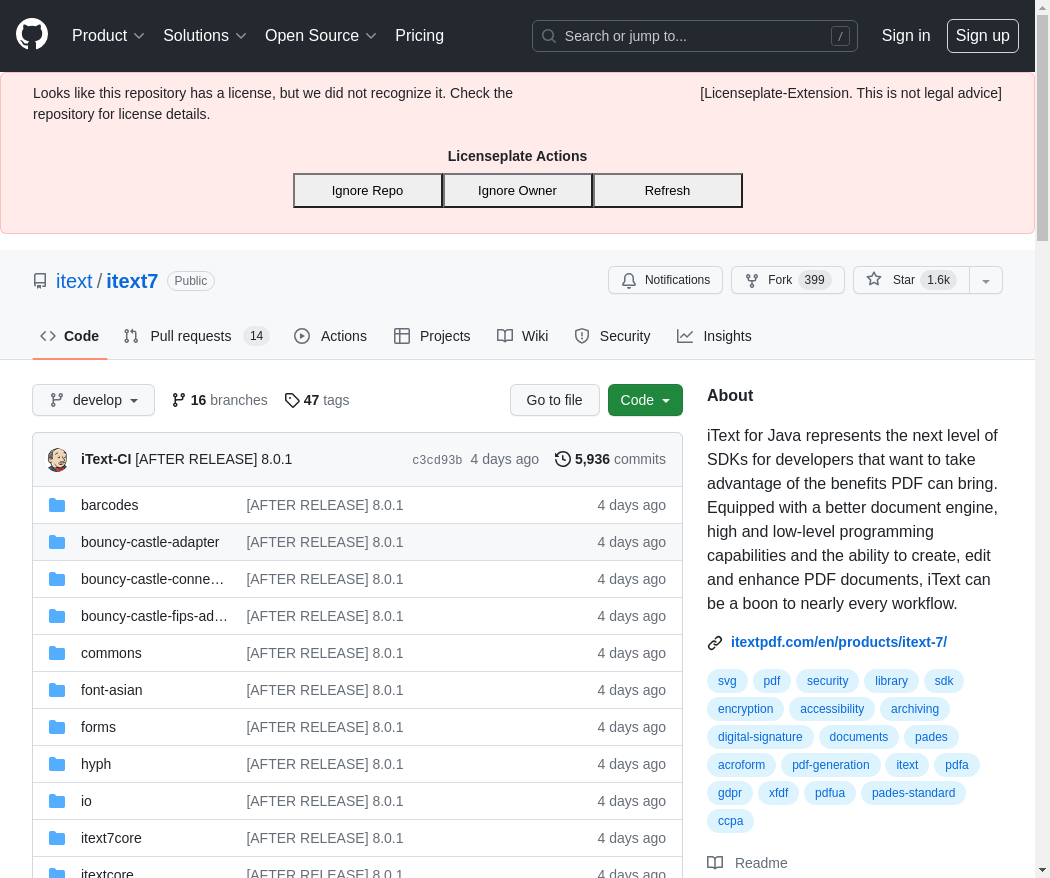 Product
Solutions
Open Source
Pricing
Search or jump to...
/
Sign in
Sign up
Looks like this repository has a license, but we did not recognize it. Check the
repository for license details.
[Licenseplate-Extension. This is not legal advice]
Licenseplate Actions
Ignore Repo
Ignore Owner
Refresh
itext / itext7
Public
Notifications
Fork 399
Star 1.6k
Code
Pull requests 14
Actions
Projects
Wiki
Security
Insights
develop
16 branches
47 tags
Go to file
Code
iText-CI [AFTER RELEASE] 8.0.1
c3cd93b 4 days ago
5,936 commits
barcodes [AFTER RELEASE] 8.0.1 4 days ago
bouncy-castle-adapter [AFTER RELEASE] 8.0.1 4 days ago
bouncy-castle-conne… [AFTER RELEASE] 8.0.1 4 days ago
bouncy-castle-fips-ad… [AFTER RELEASE] 8.0.1 4 days ago
commons [AFTER RELEASE] 8.0.1 4 days ago
font-asian [AFTER RELEASE] 8.0.1 4 days ago
forms [AFTER RELEASE] 8.0.1 4 days ago
hyph [AFTER RELEASE] 8.0.1 4 days ago
io [AFTER RELEASE] 8.0.1 4 days ago
itext7core [AFTER RELEASE] 8.0.1 4 days ago
itextcore [AFTER RELEASE] 8.0.1 4 days ago
About
iText for Java represents the next level of
SDKs for developers that want to take
advantage of the benefits PDF can bring.
Equipped with a better document engine,
high and low-level programming
capabilities and the ability to create, edit
and enhance PDF documents, iText can
be a boon to nearly every workflow.
itextpdf.com/en/products/itext-7/
svg pdf security library sdk
encryption accessibility archiving
digital-signature documents pades
acroform pdf-generation itext pdfa
gdpr xfdf pdfua pades-standard
ccpa
Readme